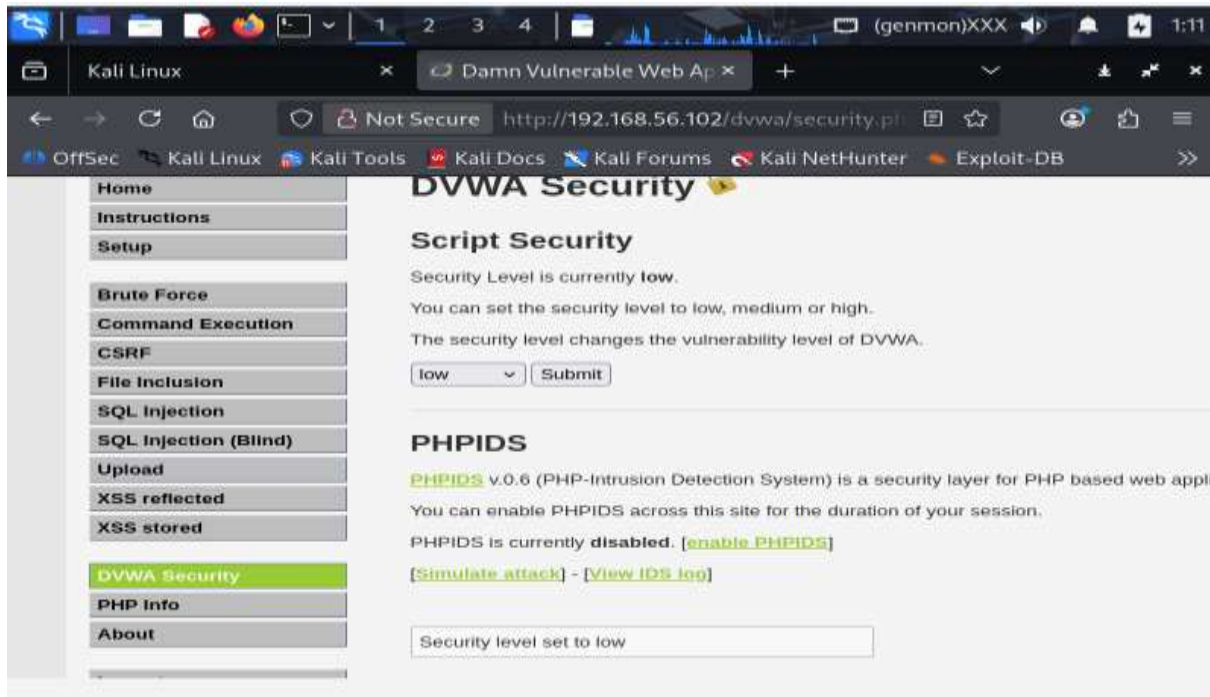 1 2 3 4 (genmon)XXX 1:11
Kali Linux Damn Vulnerable Web Ap
Not Secure http://192.168.56.102/dvwa/security.ph
OffSec Kali Linux Kali Tools Kali Docs Kali Forums Kali NetHunter Exploit-DB
Home
Instructions
Setup
Brute Force
Command Execution
CSRF
File Inclusion
SQL Injection
SQL Injection (Blind)
Upload
XSS reflected
XSS stored
DVWA Security
PHP Info
About
DVWA Security
Script Security
Security Level is currently low.
You can set the security level to low, medium or high.
The security level changes the vulnerability level of DVWA.
low Submit
PHPIDS
PHPIDS v.0.6 (PHP-Intrusion Detection System) is a security layer for PHP based web appli
You can enable PHPIDS across this site for the duration of your session.
PHPIDS is currently disabled. [enable PHPIDS]
[Simulate attack] - [View IDS log]
Security level set to low